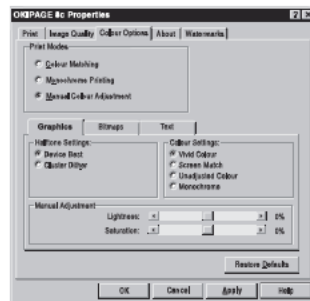 OKIPAGE 8c Properties
Print Image Quality Colour Options About Watermarks
Print Modes
Colour Matching
Monochrome Printing
Manual Colour Adjustment
Graphics Bitmaps Text
Halftone Settings:
Device Best
Cluster Dither
Colour Settings:
Vivid Colour
Screen Match
Unadjusted Colour
Monochrome
Manual Adjustment
Lightness: 0%
Saturation: 0%
Restore Defaults
OK Cancel Apply Help